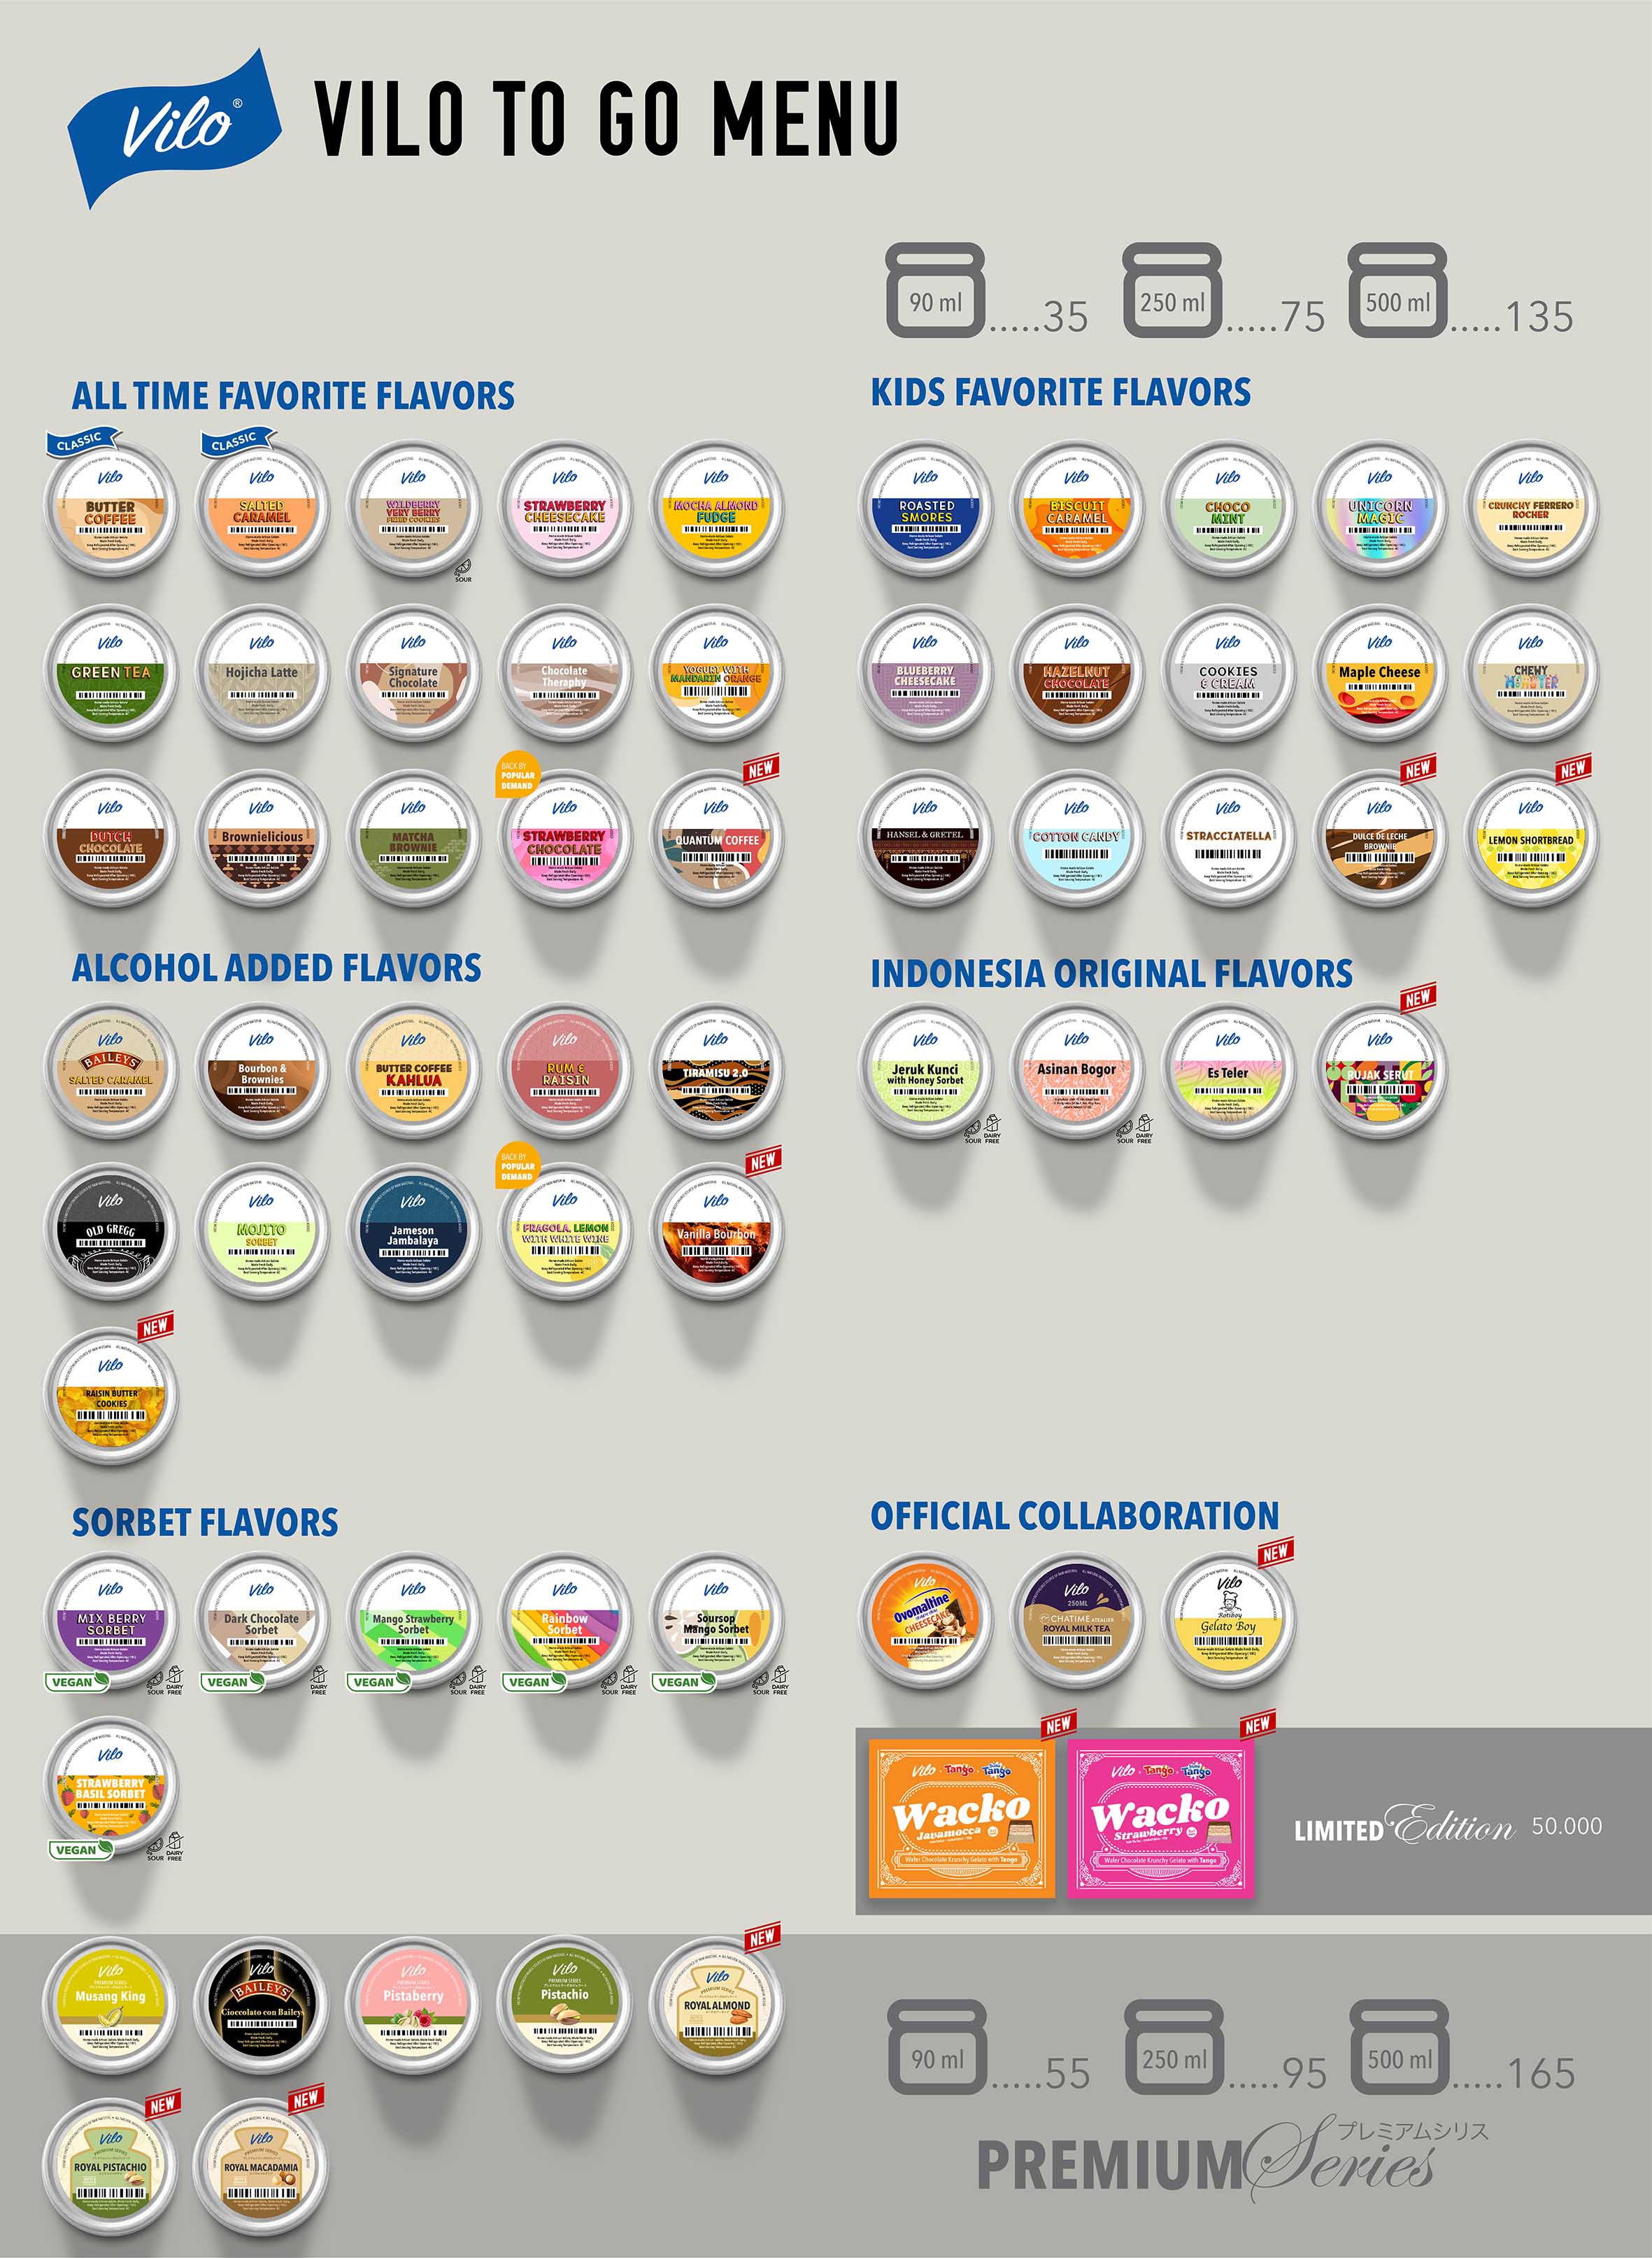 Vilo®
VILO TO GO MENU
90 ml .....35
250 ml .....75
500 ml .....135
ALL TIME FAVORITE FLAVORS
CLASSIC
Vilo
BUTTER
COFFEE
CLASSIC
Vilo
SALTED
CARAMEL
Vilo
WILDBERRY
VERY BERRY
FRIED COOKIES
SOUR
Vilo
STRAWBERRY
CHEESECAKE
Vilo
MOCHA ALMOND
FUDGE
Vilo
GREEN TEA
Vilo
Hojicha Latte
Vilo
Signature
Chocolate
Vilo
Chocolate
Theraphy
Vilo
YOGURT WITH
MANDARIN ORANGE
Vilo
DUTCH
CHOCOLATE
Vilo
Brownielicious
Vilo
MATCHA
BROWNIE
BACK BY
POPULAR
DEMAND
Vilo
STRAWBERRY
CHOCOLATE
NEW
Vilo
QUANTUM COFFEE
KIDS FAVORITE FLAVORS
Vilo
ROASTED
SMORES
Vilo
BISCUIT
CARAMEL
Vilo
CHOCO
MINT
Vilo
UNICORN
MAGIC
Vilo
CRUNCHY FERRERO
ROCHER
Vilo
BLUEBERRY
CHEESECAKE
Vilo
HAZELNUT
CHOCOLATE
Vilo
COOKIES
& CREAM
Vilo
Maple Cheese
Vilo
CHEWY
MONSTER
Vilo
HANSEL & GRETEL
Vilo
COTTON CANDY
Vilo
STRACCIATELLA
NEW
Vilo
DULCE DE LECHE
BROWNIE
NEW
Vilo
LEMON SHORTBREAD
ALCOHOL ADDED FLAVORS
Vilo
BAILEYS
SALTED CARAMEL
Vilo
Bourbon &
Brownies
Vilo
BUTTER COFFEE
KAHLUA
Vilo
RUM &
RAISIN
Vilo
TIRAMISU 2.0
Vilo
OLD GREGG
Vilo
MOJITO
SORBET
Vilo
Jameson
Jambalaya
BACK BY
POPULAR
DEMAND
Vilo
FRAGOLA, LEMON
WITH WHITE WINE
NEW
Vilo
Vanilla Bourbon
NEW
Vilo
RAISIN BUTTER
COOKIES
INDONESIA ORIGINAL FLAVORS
Vilo
Jeruk Kunci
with Honey Sorbet
SOUR
DAIRY
FREE
Vilo
Asinan Bogor
SOUR
DAIRY
FREE
Vilo
Es Teler
NEW
Vilo
RUJAK SERUT
SORBET FLAVORS
Vilo
MIX BERRY
SORBET
VEGAN
SOUR
DAIRY
FREE
Vilo
Dark Chocolate
Sorbet
VEGAN
DAIRY
FREE
Vilo
Mango Strawberry
Sorbet
VEGAN
SOUR
DAIRY
FREE
Vilo
Rainbow
Sorbet
VEGAN
SOUR
DAIRY
FREE
Vilo
Soursop
Mango Sorbet
VEGAN
SOUR
DAIRY
FREE
Vilo
STRAWBERRY
BASIL SORBET
VEGAN
SOUR
DAIRY
FREE
OFFICIAL COLLABORATION
Vilo
Ovomaltine
CHEESECAKE
Vilo
250ML
CHATIME ATELIER
ROYAL MILK TEA
NEW
Vilo
Rotiboy
Gelato Boy
NEW
Vilo Tango Tango
Wacko
Javamocca
Wafer Chocolate Krunchy Gelato with Tango
NEW
Vilo Tango Tango
Wacko
Strawberry
Wafer Chocolate Krunchy Gelato with Tango
LIMITED Edition 50.000
Vilo
PREMIUM SERIES
Musang King
Vilo
BAILEYS
Cioccolato con Baileys
Vilo
PREMIUM SERIES
Pistaberry
Vilo
PREMIUM SERIES
Pistachio
NEW
Vilo
PREMIUM SERIES
ROYAL ALMOND
NEW
Vilo
PREMIUM SERIES
ROYAL PISTACHIO
NEW
Vilo
PREMIUM SERIES
ROYAL MACADAMIA
90 ml .....55
250 ml .....95
500 ml .....165
プレミアムシリス
PREMIUM Series